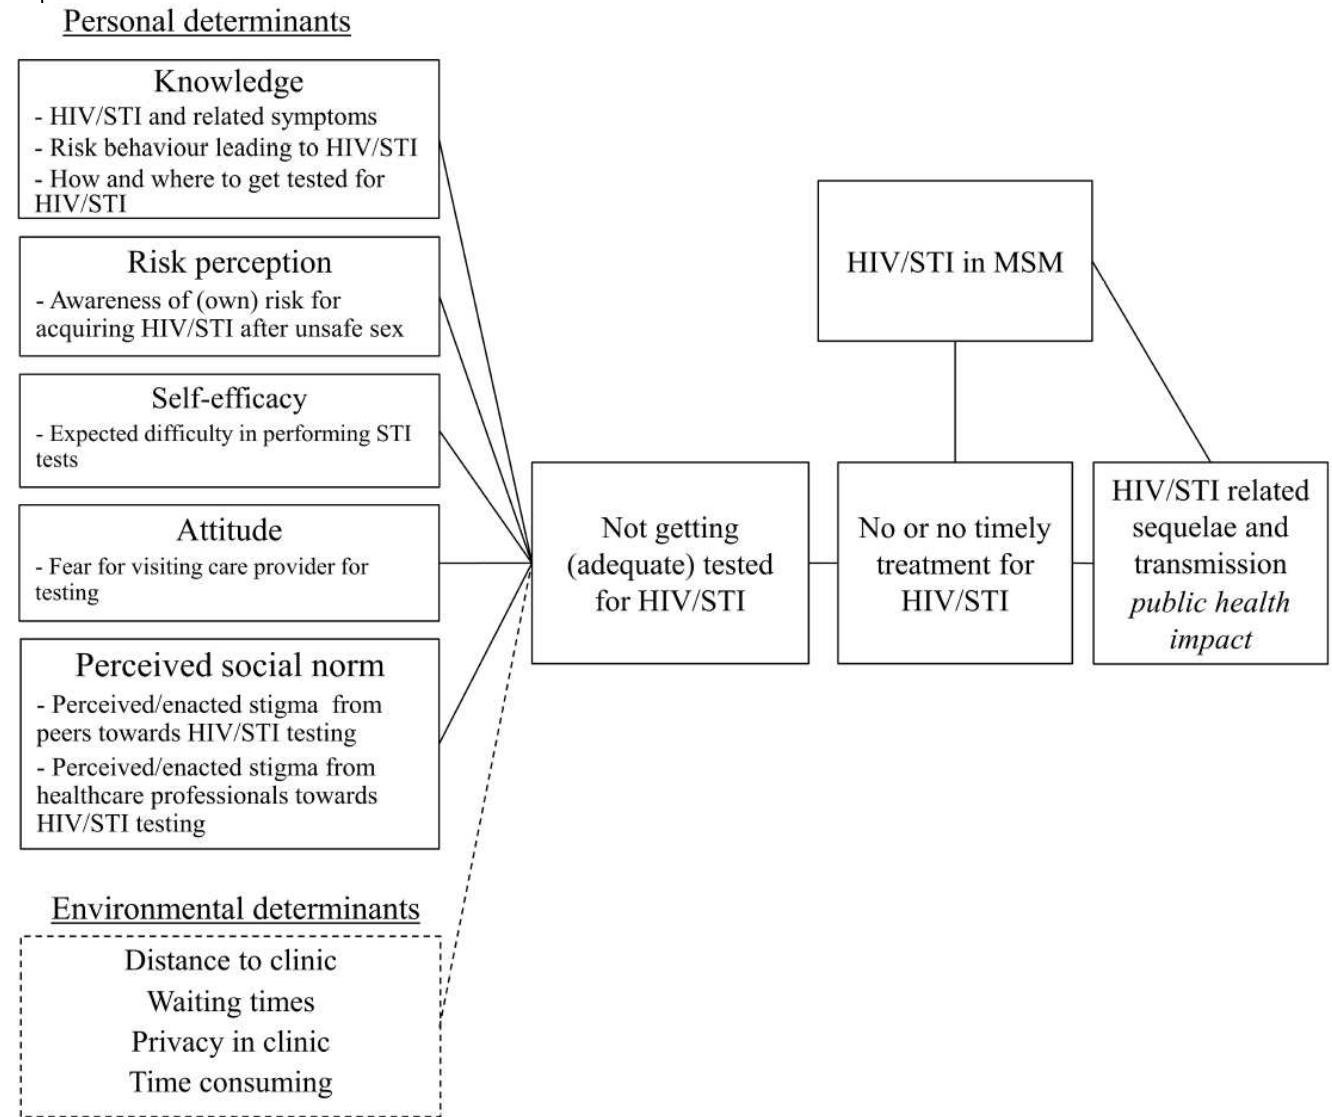 Personal determinants
Knowledge
- HIV/STI and related symptoms
- Risk behaviour leading to HIV/STI
- How and where to get tested for
HIV/STI
Risk perception
- Awareness of (own) risk for
acquiring HIV/STI after unsafe sex
Self-efficacy
- Expected difficulty in performing STI
tests
Attitude
- Fear for visiting care provider for
testing
Perceived social norm
- Perceived/enacted stigma from
peers towards HIV/STI testing
- Perceived/enacted stigma from
healthcare professionals towards
HIV/STI testing
Environmental determinants
Distance to clinic
Waiting times
Privacy in clinic
Time consuming
Not getting
(adequate) tested
for HIV/STI
HIV/STI in MSM
No or no timely
treatment for
HIV/STI
HIV/STI related
sequelae and
transmission
public health
impact